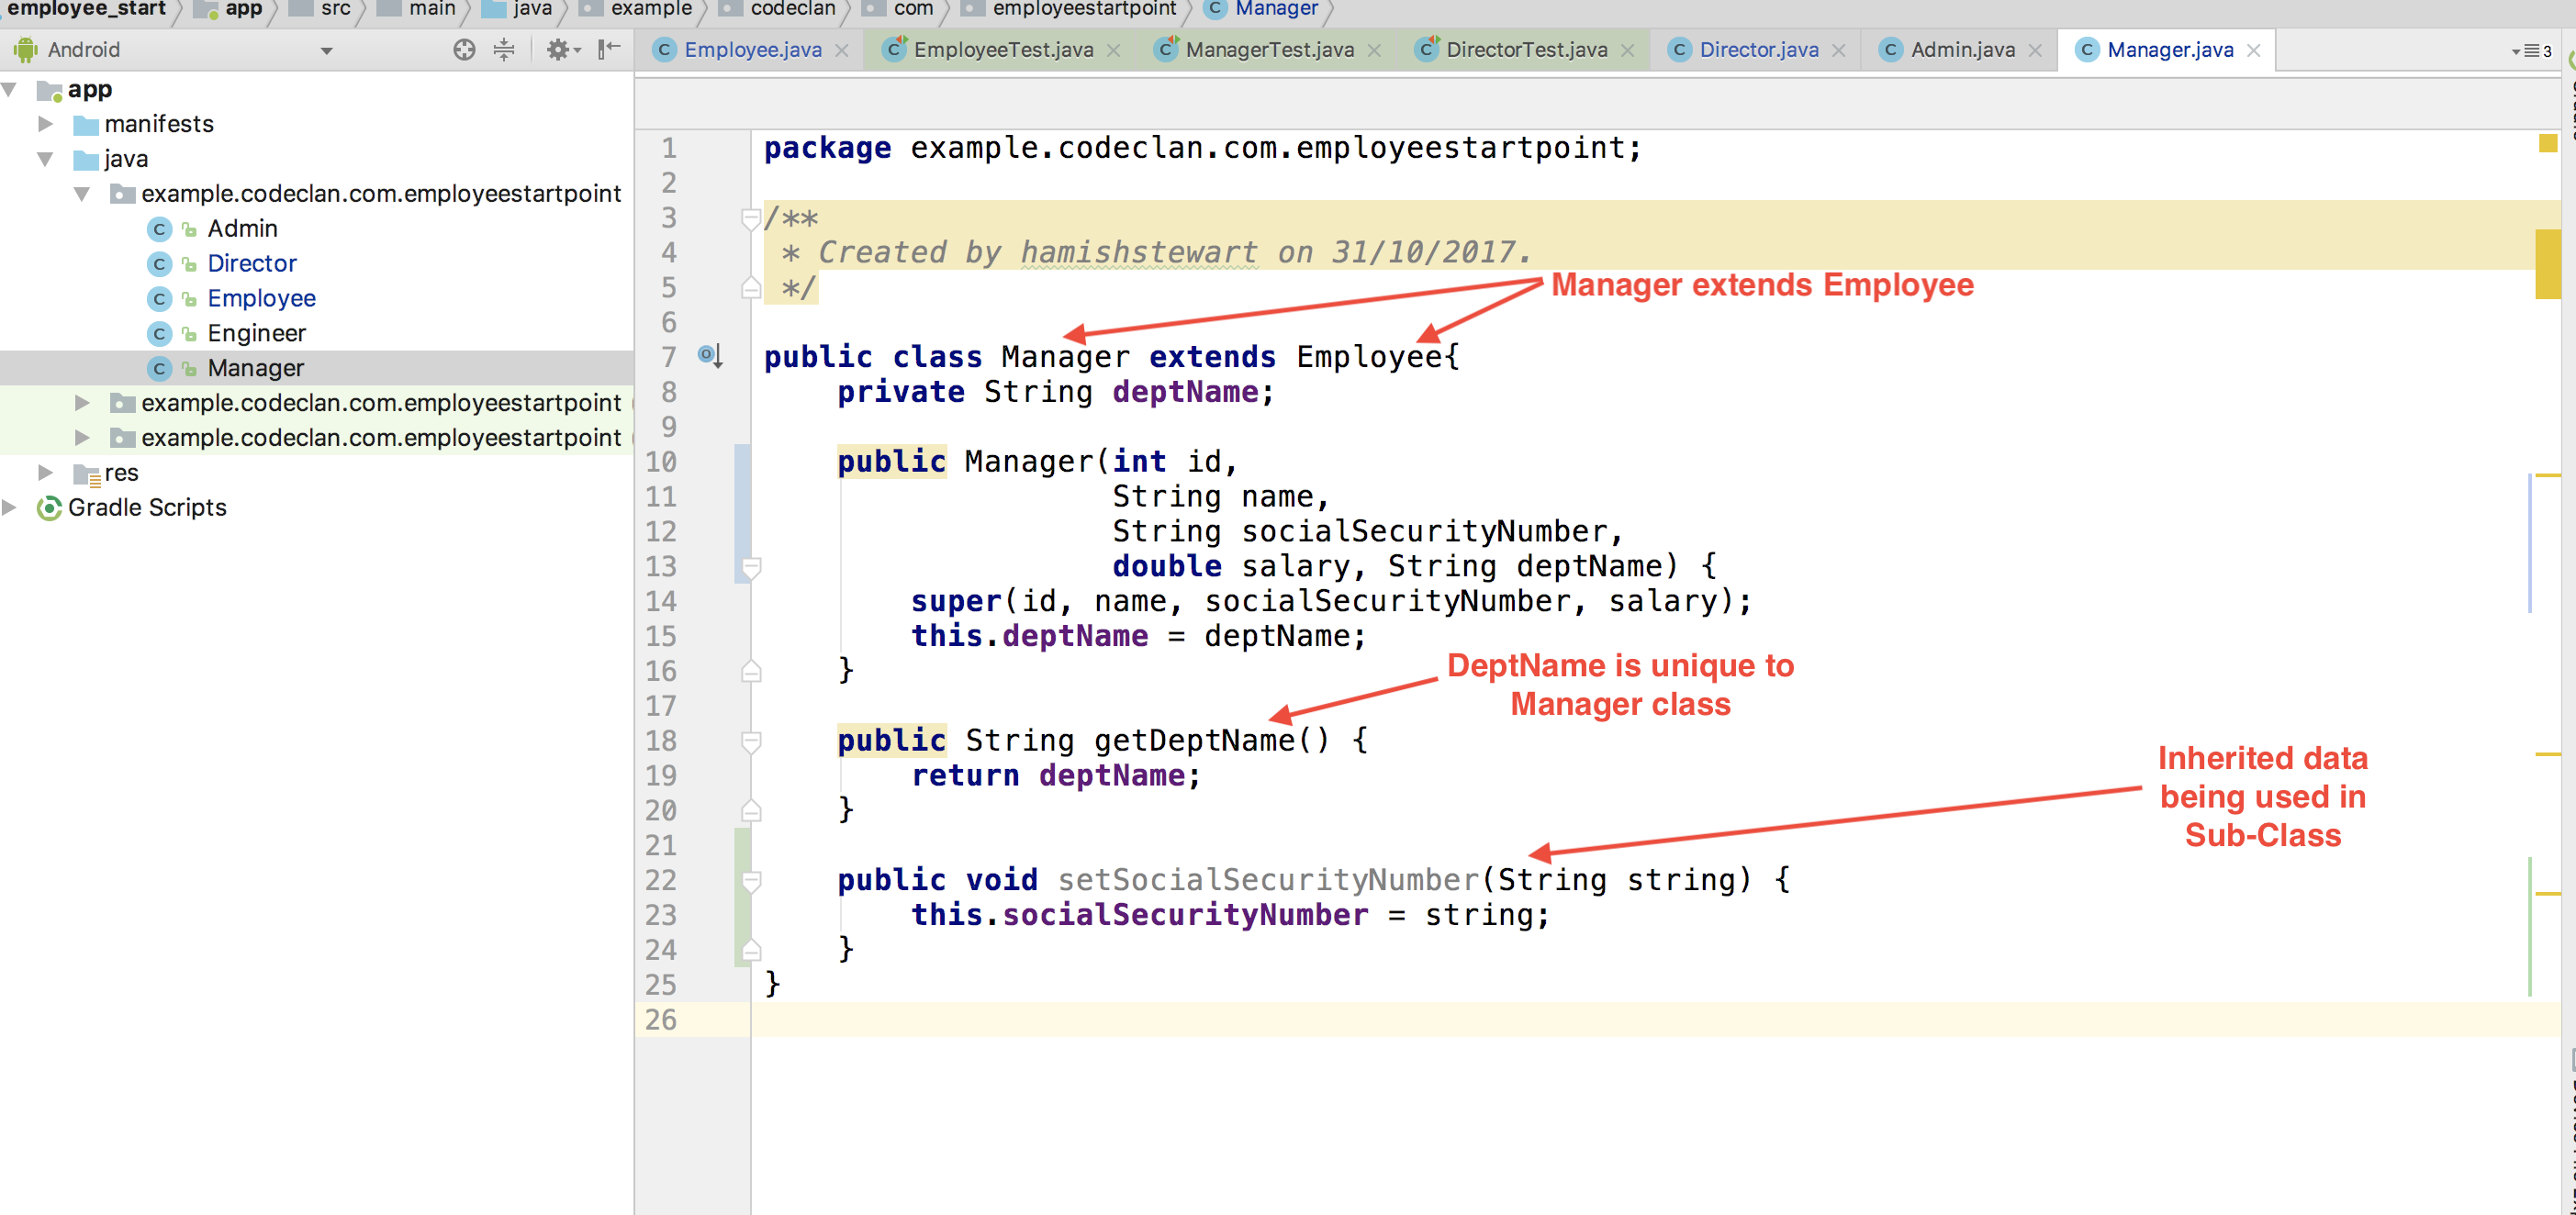 employee_start app src main java example codeclan com employeestartpoint Manager
Android
Employee.java EmployeeTest.java ManagerTest.java DirectorTest.java Director.java Admin.java Manager.java 3
app
manifests
java
example.codeclan.com.employeestartpoint
Admin
Director
Employee
Engineer
Manager
example.codeclan.com.employeestartpoint
example.codeclan.com.employeestartpoint
res
Gradle Scripts
1 package example.codeclan.com.employeestartpoint;
2
3 /**
4 * Created by hamishstewart on 31/10/2017.
5 */
Manager extends Employee
6
7 public class Manager extends Employee{
8 private String deptName;
9
10 public Manager(int id,
11 String name,
12 String socialSecurityNumber,
13 double salary, String deptName) {
14 super(id, name, socialSecurityNumber, salary);
15 this.deptName = deptName;
16 }
DeptName is unique to
Manager class
17
18 public String getDeptName() {
19 return deptName;
20 }
Inherited data
being used in
Sub-Class
21
22 public void setSocialSecurityNumber(String string) {
23 this.socialSecurityNumber = string;
24 }
25 }
26